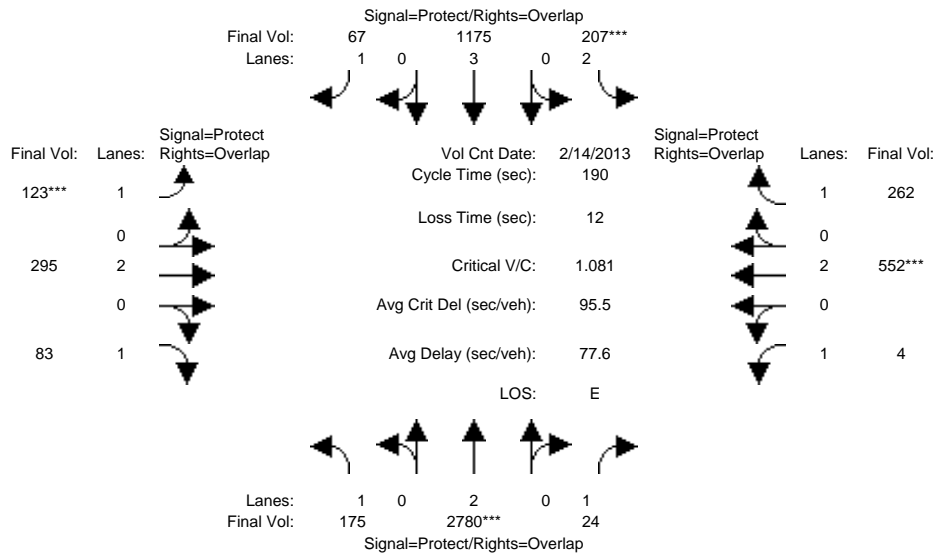 Signal=Protect/Rights=Overlap
Final Vol: 67 1175 207***
Lanes: 1 0 3 0 2
Signal=Protect Signal=Protect
Final Vol: Lanes: Rights=Overlap Vol Cnt Date: 2/14/2013 Rights=Overlap Lanes: Final Vol:
Cycle Time (sec): 190
123*** 1 1 262
Loss Time (sec): 12
0 0
295 2 Critical V/C: 1.081 2 552***
0 Avg Crit Del (sec/veh): 95.5 0
83 1 Avg Delay (sec/veh): 77.6 1 4
LOS: E
Lanes: 1 0 2 0 1
Final Vol: 175 2780*** 24
Signal=Protect/Rights=Overlap